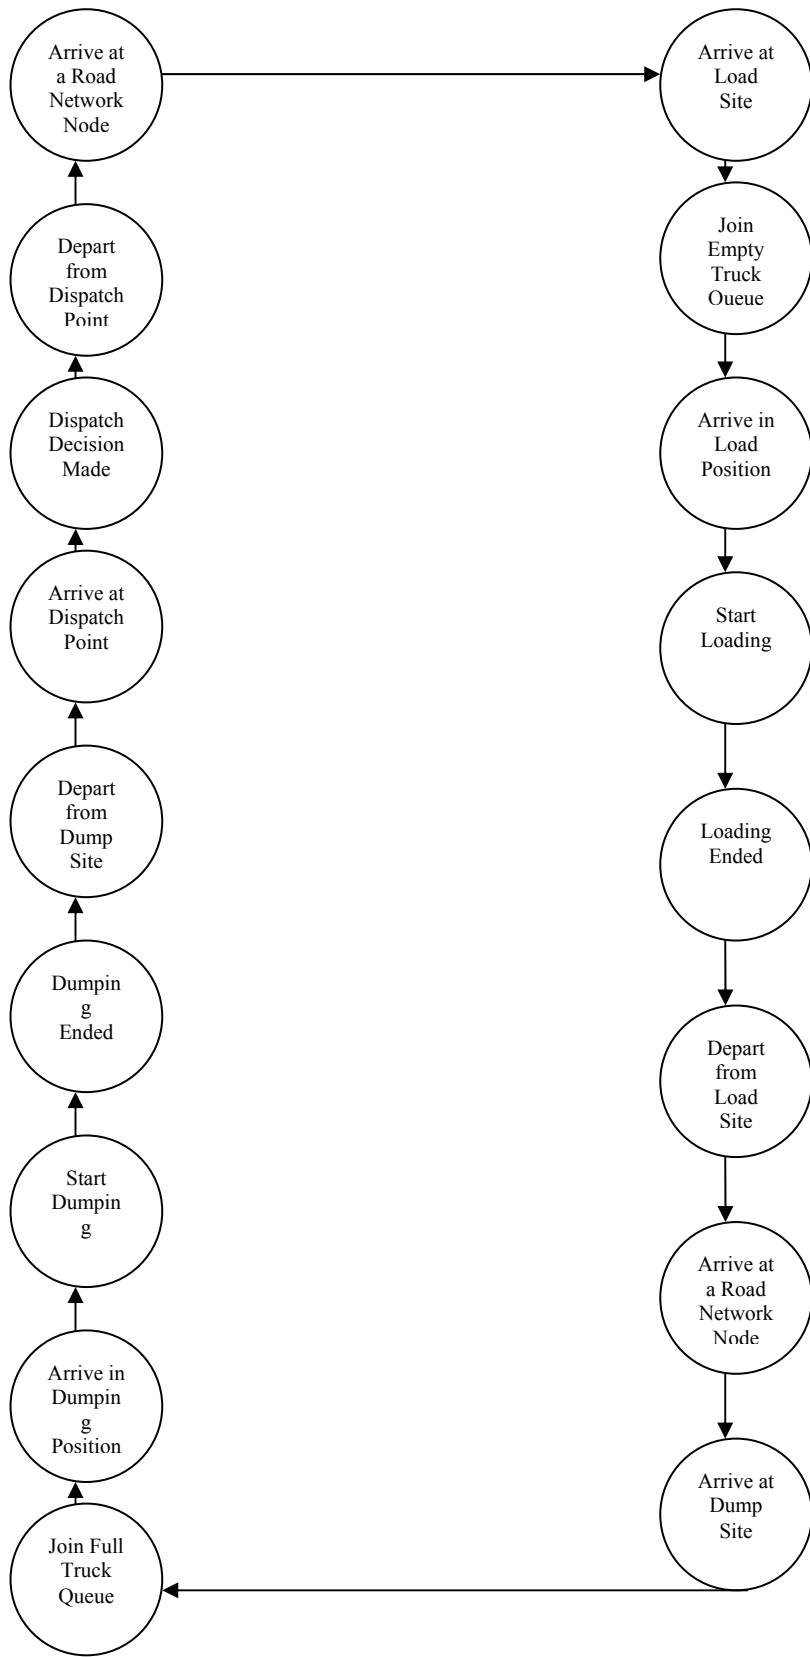 Arrive at
a Road
Network
Node
Depart
from
Dispatch
Point
Dispatch
Decision
Made
Arrive at
Dispatch
Point
Depart
from
Dump
Site
Dumpin
g
Ended
Start
Dumpin
g
Arrive in
Dumpin
g
Position
Join Full
Truck
Queue
Arrive at
Load
Site
Join
Empty
Truck
Queue
Arrive in
Load
Position
Start
Loading
Loading
Ended
Depart
from
Load
Site
Arrive at
a Road
Network
Node
Arrive at
Dump
Site